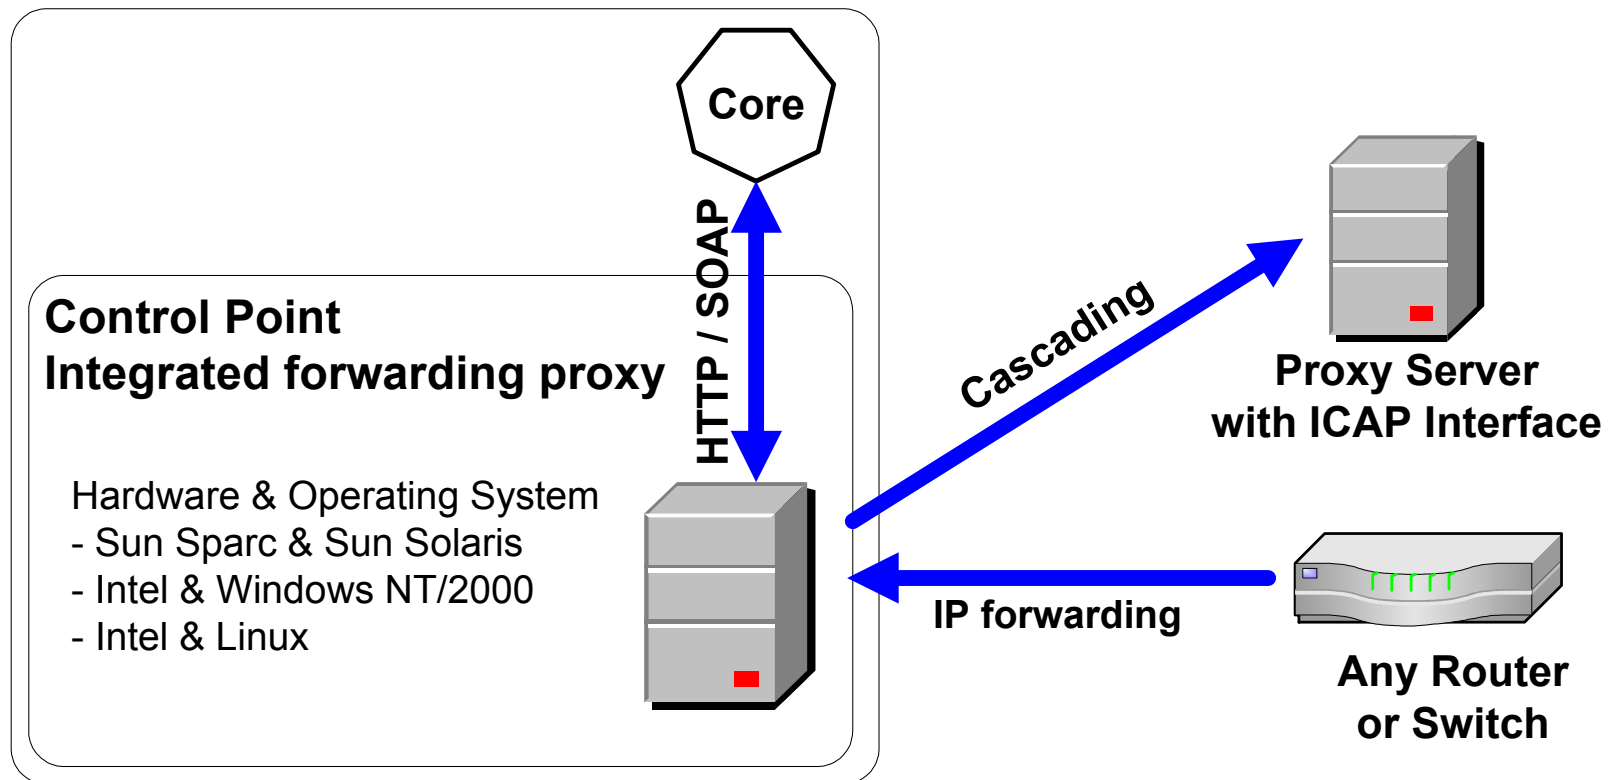 Core
HTTP / SOAP
Control Point
Integrated forwarding proxy
Hardware & Operating System
- Sun Sparc & Sun Solaris
- Intel & Windows NT/2000
- Intel & Linux
Cascading
Proxy Server
with ICAP Interface
IP forwarding
Any Router
or Switch